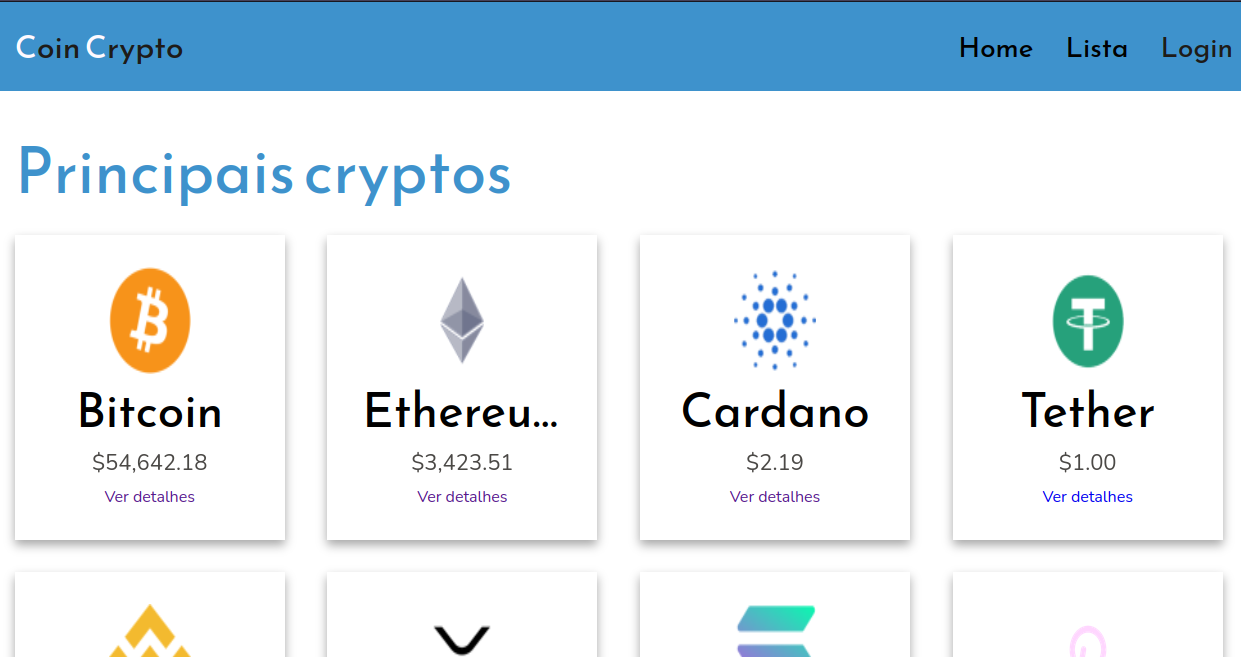 Coin Crypto Home Lista Login
Principais cryptos
Bitcoin Ethereu... Cardano Tether
$54,642.18 $3,423.51 $2.19 $1.00
Ver detalhes Ver detalhes Ver detalhes Ver detalhes